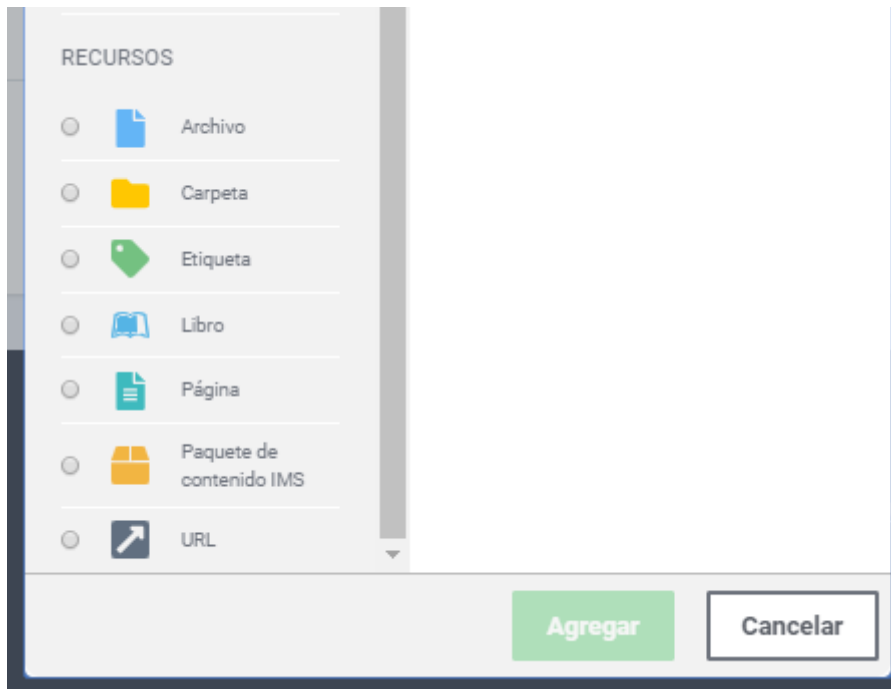 RECURSOS
Archivo
Carpeta
Etiqueta
Libro
Página
Paquete de
contenido IMS
URL
Agregar
Cancelar